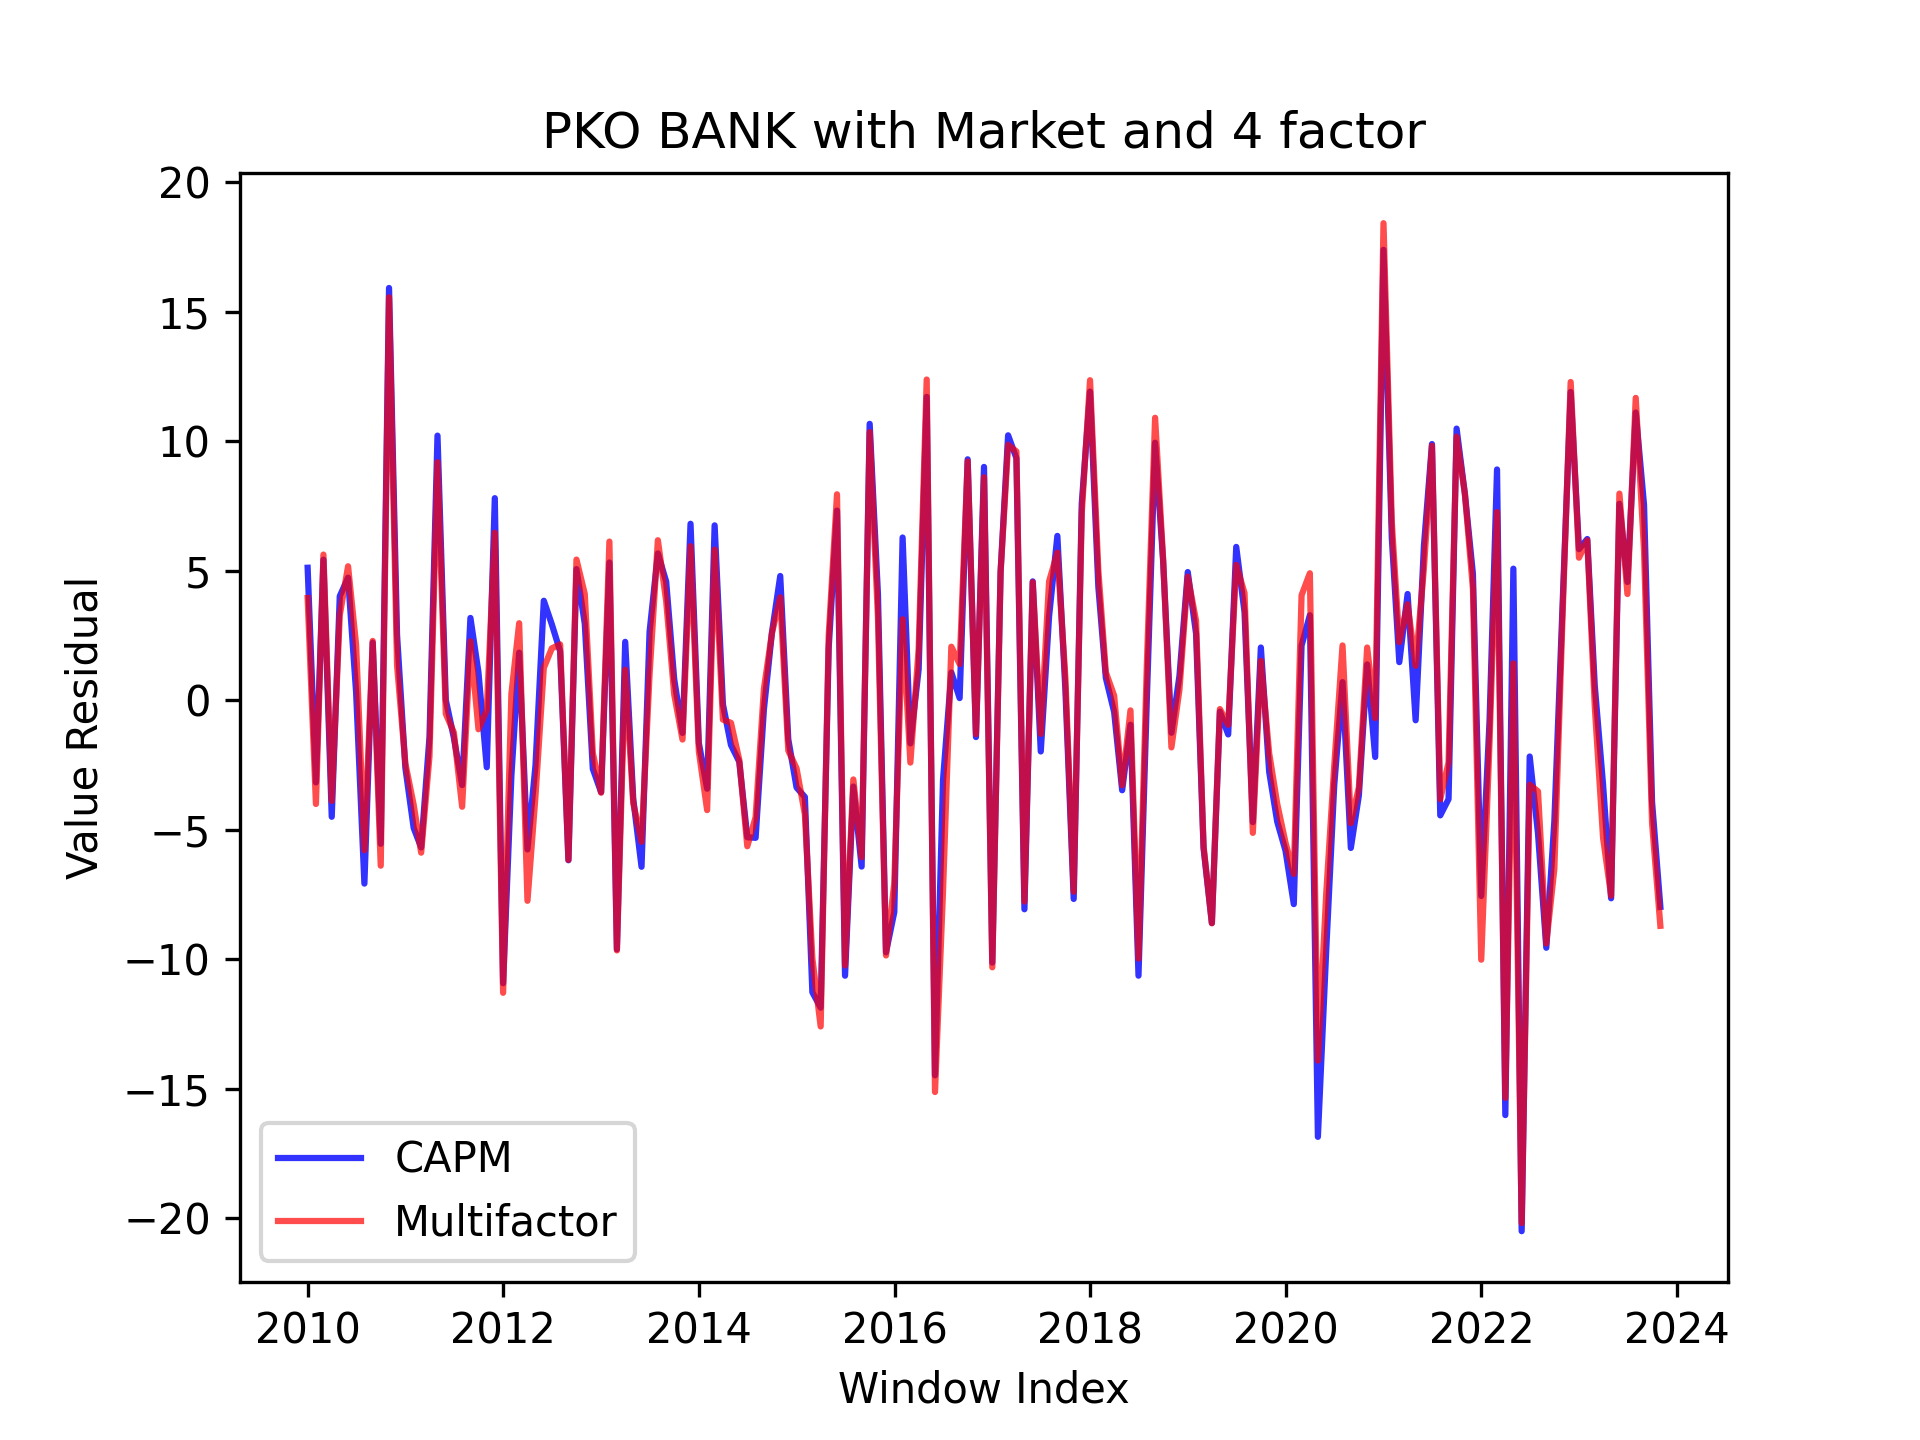 PKO BANK with Market and 4 factor
20
15
10
5
0
−5
−10
−15
−20
Value Residual
CAPM
Multifactor
2010 2012 2014 2016 2018 2020 2022 2024
Window Index